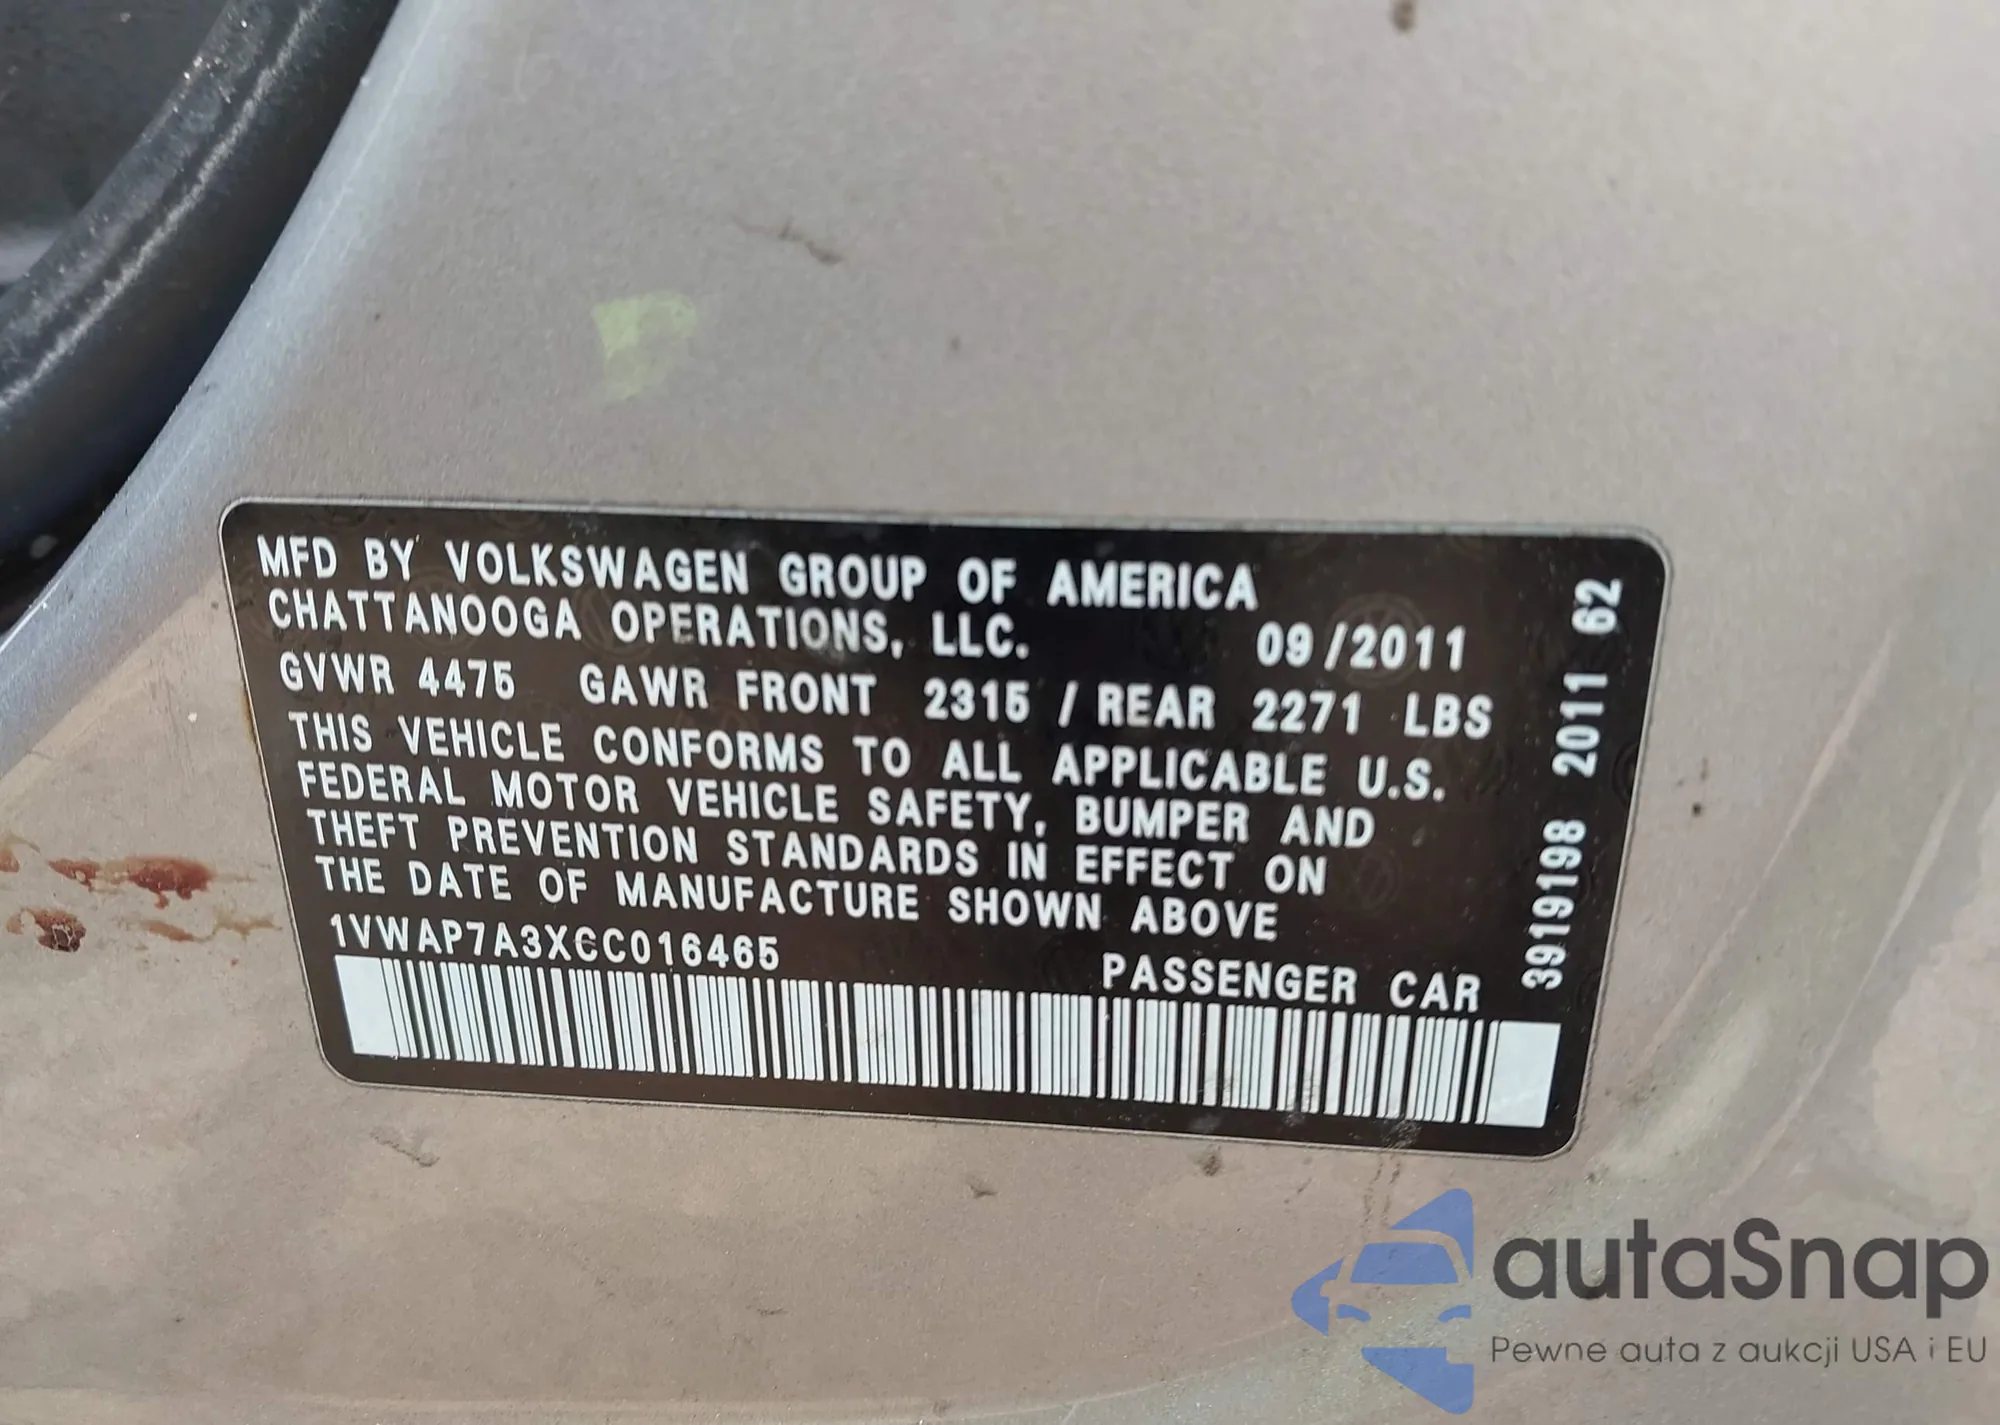 MFD BY VOLKSWAGEN GROUP OF AMERICA
CHATTANOOGA OPERATIONS, LLC. 09/2011
GVWR 4475 GAWR FRONT 2315 / REAR 2271 LBS
THIS VEHICLE CONFORMS TO ALL APPLICABLE U.S.
FEDERAL MOTOR VEHICLE SAFETY, BUMPER AND
THEFT PREVENTION STANDARDS IN EFFECT ON
THE DATE OF MANUFACTURE SHOWN ABOVE
1VWAP7A3XCC016465 PASSENGER CAR
3919198 2011 62
autaSnap
Pewne auta z aukcji USA i EU